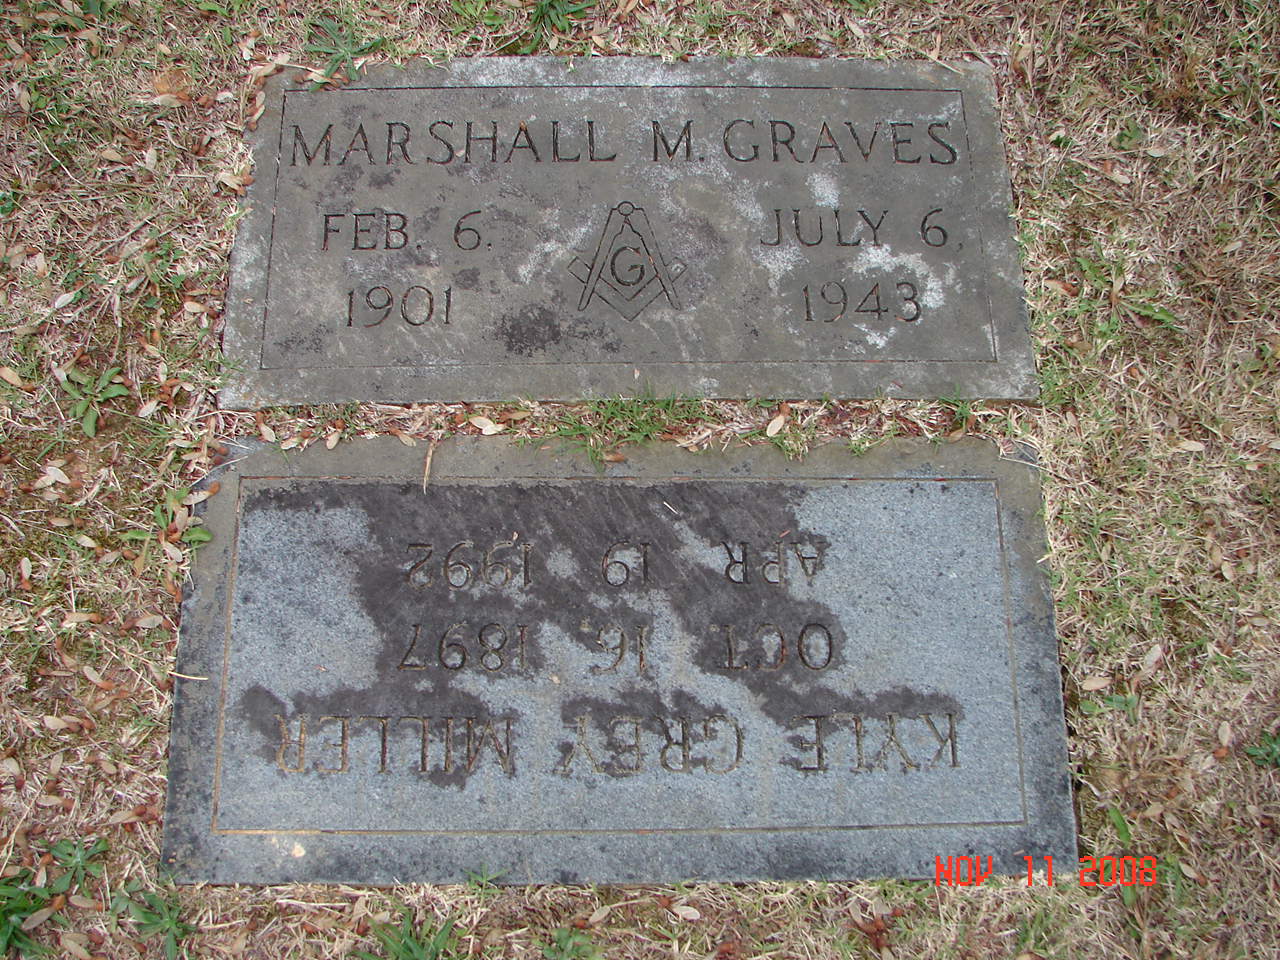 MARSHALL M. GRAVES
FEB. 6. JULY 6,
1901 G 1943
KYLE GRBY MILLER
OCT 16 1897
APR 19 1992
NOV 11 2008